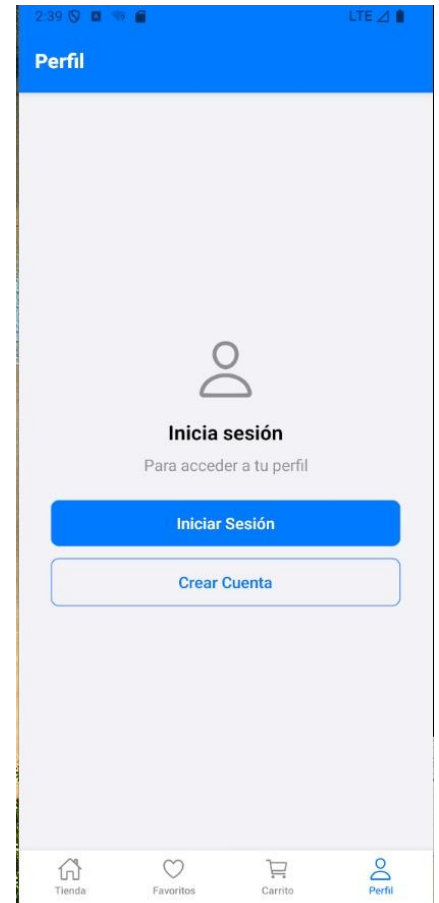 2:39 LTE
Perfil
Inicia sesión
Para acceder a tu perfil
Iniciar Sesión
Crear Cuenta
Tienda Favoritos Carrito Perfil